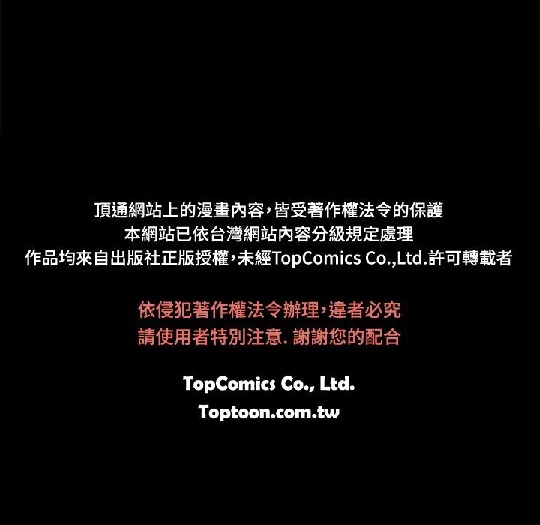 頂通網站上的漫畫內容,皆受著作權法令的保護
本網站已依台灣網站內容分級規定處理
作品均來自出版社正版授權,未經TopComics Co.,Ltd.許可轉載者
依侵犯著作權法令辦理,違者必究
請使用者特別注意. 謝謝您的配合
TopComics Co., Ltd.
Toptoon.com.tw